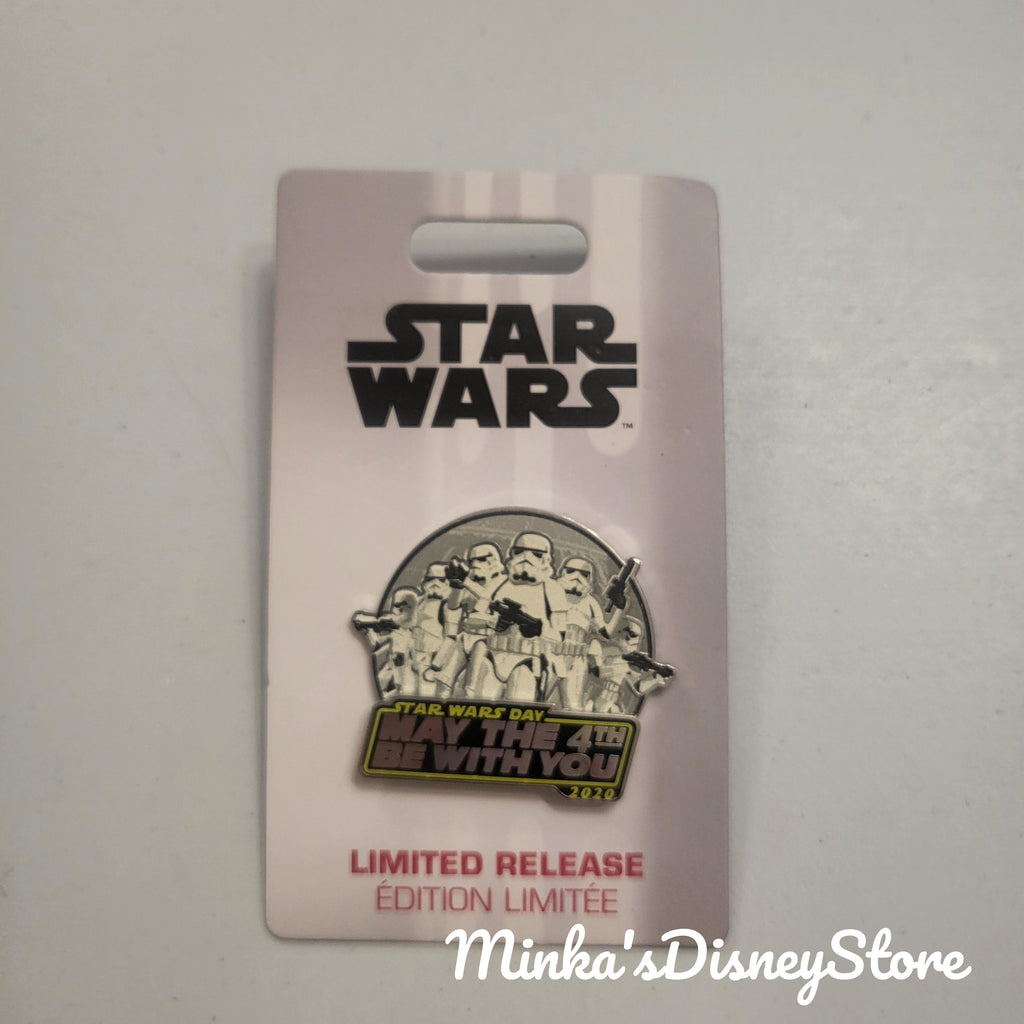 STAR
WARS
™
STAR WARS DAY
MAY THE 4TH
BE WITH YOU
2020
LIMITED RELEASE
ÉDITION LIMITÉE
Minka'sDisneyStore